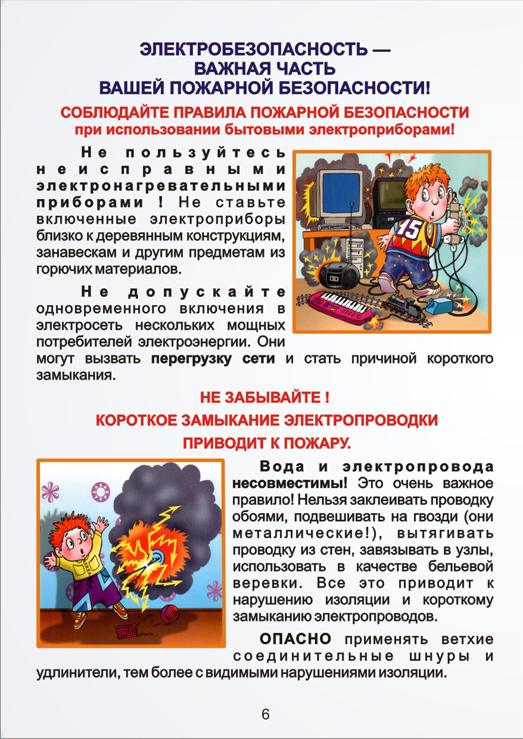 ЭЛЕКТРОБЕЗОПАСНОСТЬ —
ВАЖНАЯ ЧАСТЬ
ВАШЕЙ ПОЖАРНОЙ БЕЗОПАСНОСТИ!
СОБЛЮДАЙТЕ ПРАВИЛА ПОЖАРНОЙ БЕЗОПАСНОСТИ
при использовании бытовыми электроприборами!
Не пользуйтесь
неисправными
электронагревательными
приборами ! Не ставьте
включенные электроприборы
близко к деревянным конструкциям,
занавескам и другим предметам из
горючих материалов.
Не допускайте
одновременного включения в
электросеть нескольких мощных
потребителей электроэнергии. Они
могут вызвать перегрузку сети и стать причиной короткого
замыкания.
15
НЕ ЗАБЫВАЙТЕ !
КОРОТКОЕ ЗАМЫКАНИЕ ЭЛЕКТРОПРОВОДКИ
ПРИВОДИТ К ПОЖАРУ.
Вода и электропровода
несовместимы! Это очень важное
правило! Нельзя заклеивать проводку
обоями, подвешивать на гвозди (они
металлические!), вытягивать
проводку из стен, завязывать в узлы,
использовать в качестве бельевой
веревки. Все это приводит к
нарушению изоляции и короткому
замыканию электропроводов.
ОПАСНО применять ветхие
соединительные шнуры и
удлинители, тем более с видимыми нарушениями изоляции.
6